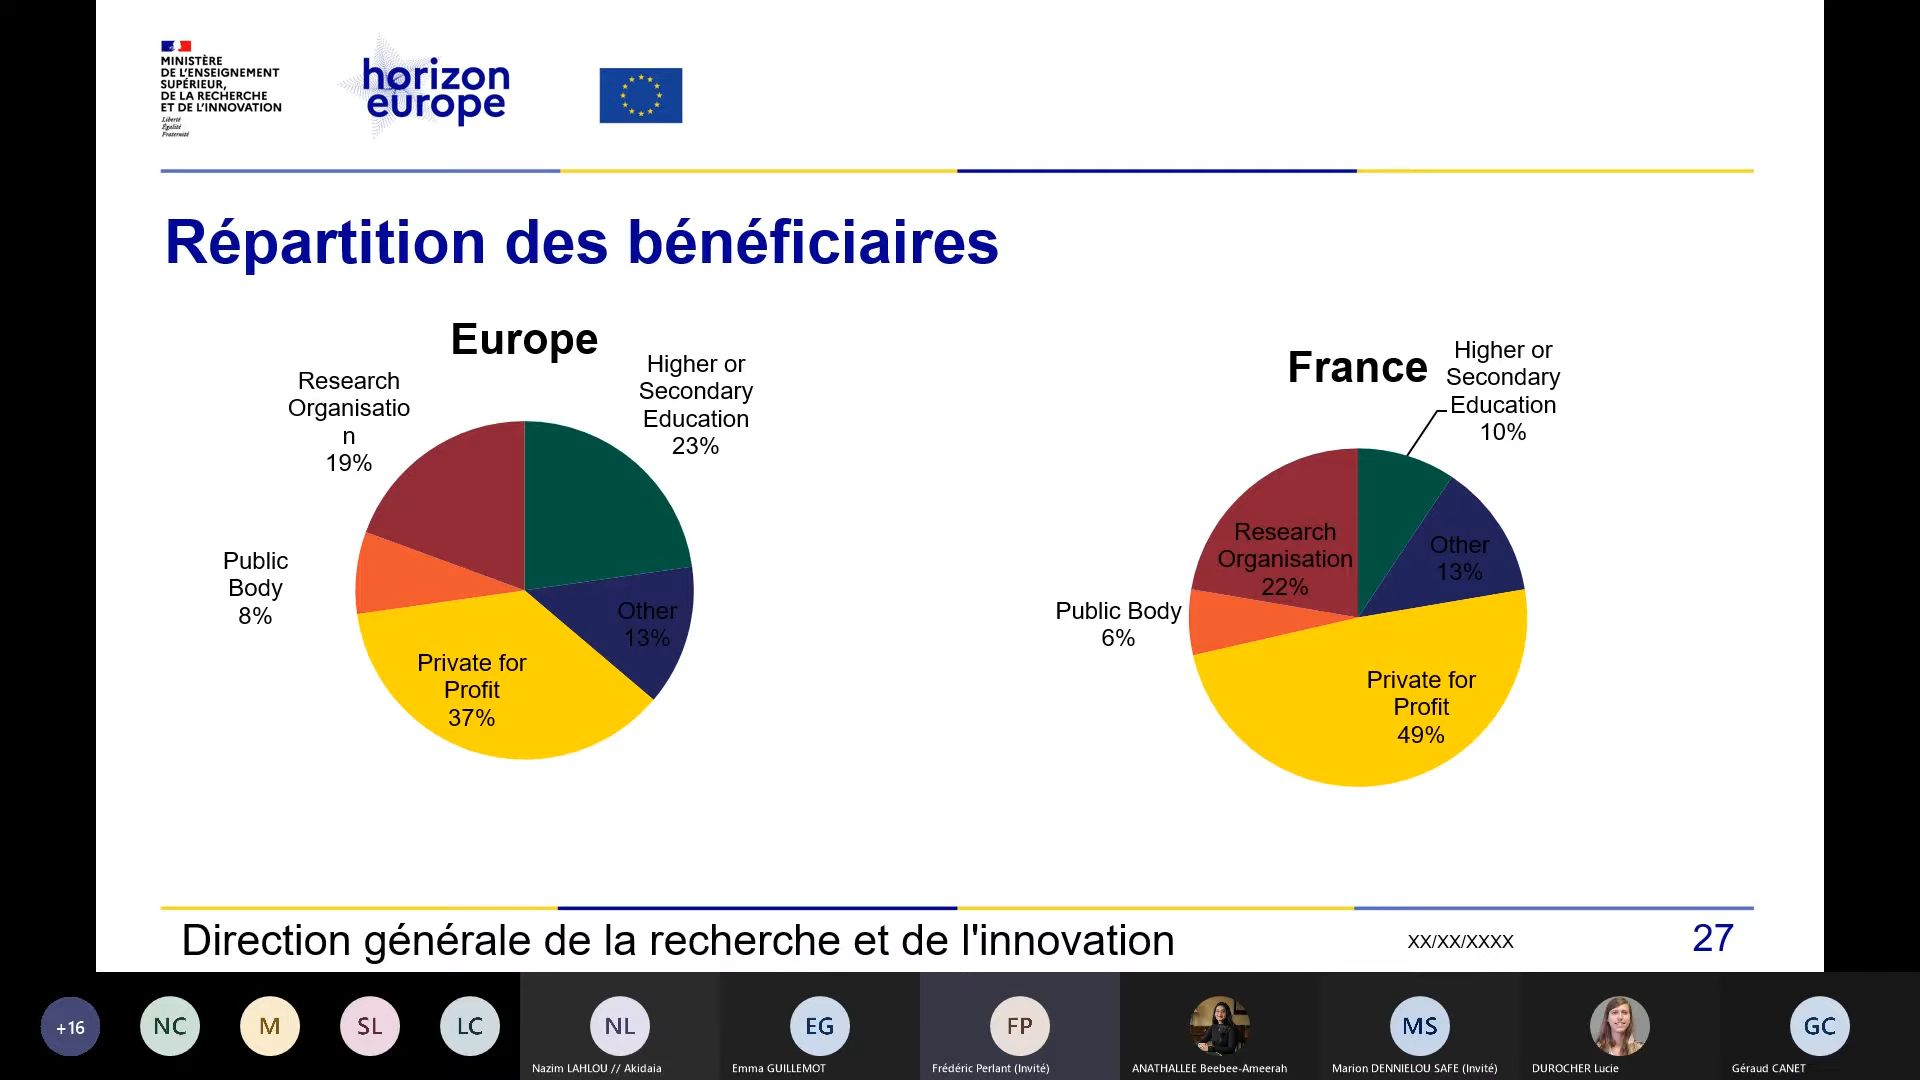 MINISTÈRE
DE L'ENSEIGNEMENT
SUPÉRIEUR,
DE LA RECHERCHE
ET DE L'INNOVATION
Liberté
Égalité
Fraternité
horizon
europe
Répartition des bénéficiaires
Europe
Higher or
Secondary
Education
23%
Other
13%
Private for
Profit
37%
Public
Body
8%
Research
Organisatio
n
19%
France
Higher or
Secondary
Education
10%
Other
13%
Private for
Profit
49%
Public Body
6%
Research
Organisation
22%
Direction générale de la recherche et de l'innovation
XX/XX/XXXX
27
+16
NC
M
SL
LC
NL
Nazim LAHLOU // Akidaia
EG
Emma GUILLEMOT
FP
Frédéric Perlant (Invité)
ANATHALLEE Beebee-Ameerah
MS
Marion DENNIELOU SAFE (Invité)
DUROCHER Lucie
GC
Géraud CANET